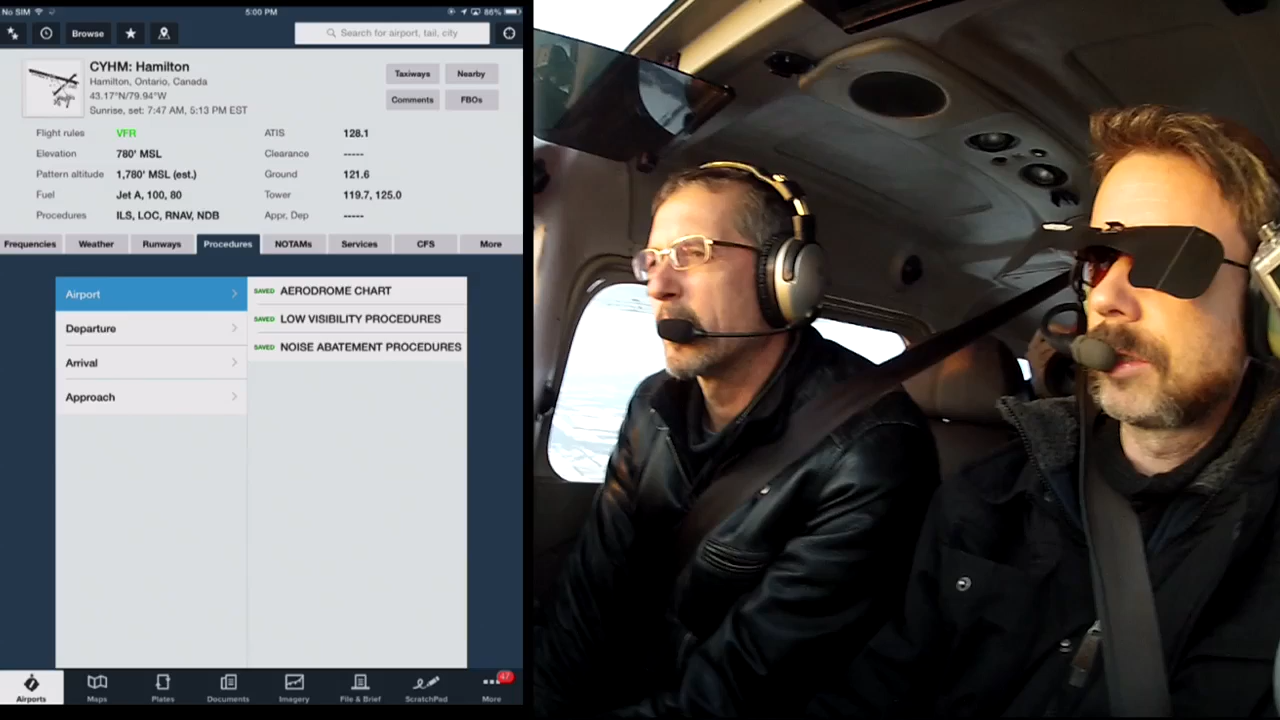 No SIM 5:00 PM 86%
Browse Search for airport, tail, city
CYHM: Hamilton
Hamilton, Ontario, Canada
43.17°N/79.94°W
Sunrise, set: 7:47 AM, 5:13 PM EST
Taxiways Nearby
Comments FBOs
Flight rules VFR ATIS 128.1
Elevation 780' MSL Clearance -----
Pattern altitude 1,780' MSL (est.) Ground 121.6
Fuel Jet A, 100, 80 Tower 119.7, 125.0
Procedures ILS, LOC, RNAV, NDB Appr, Dep -----
Frequencies Weather Runways Procedures NOTAMs Services CFS More
Airport
Departure
Arrival
Approach
SAVED AERODROME CHART
SAVED LOW VISIBILITY PROCEDURES
SAVED NOISE ABATEMENT PROCEDURES
47
Airports Maps Plates Documents Imagery File & Brief ScratchPad More